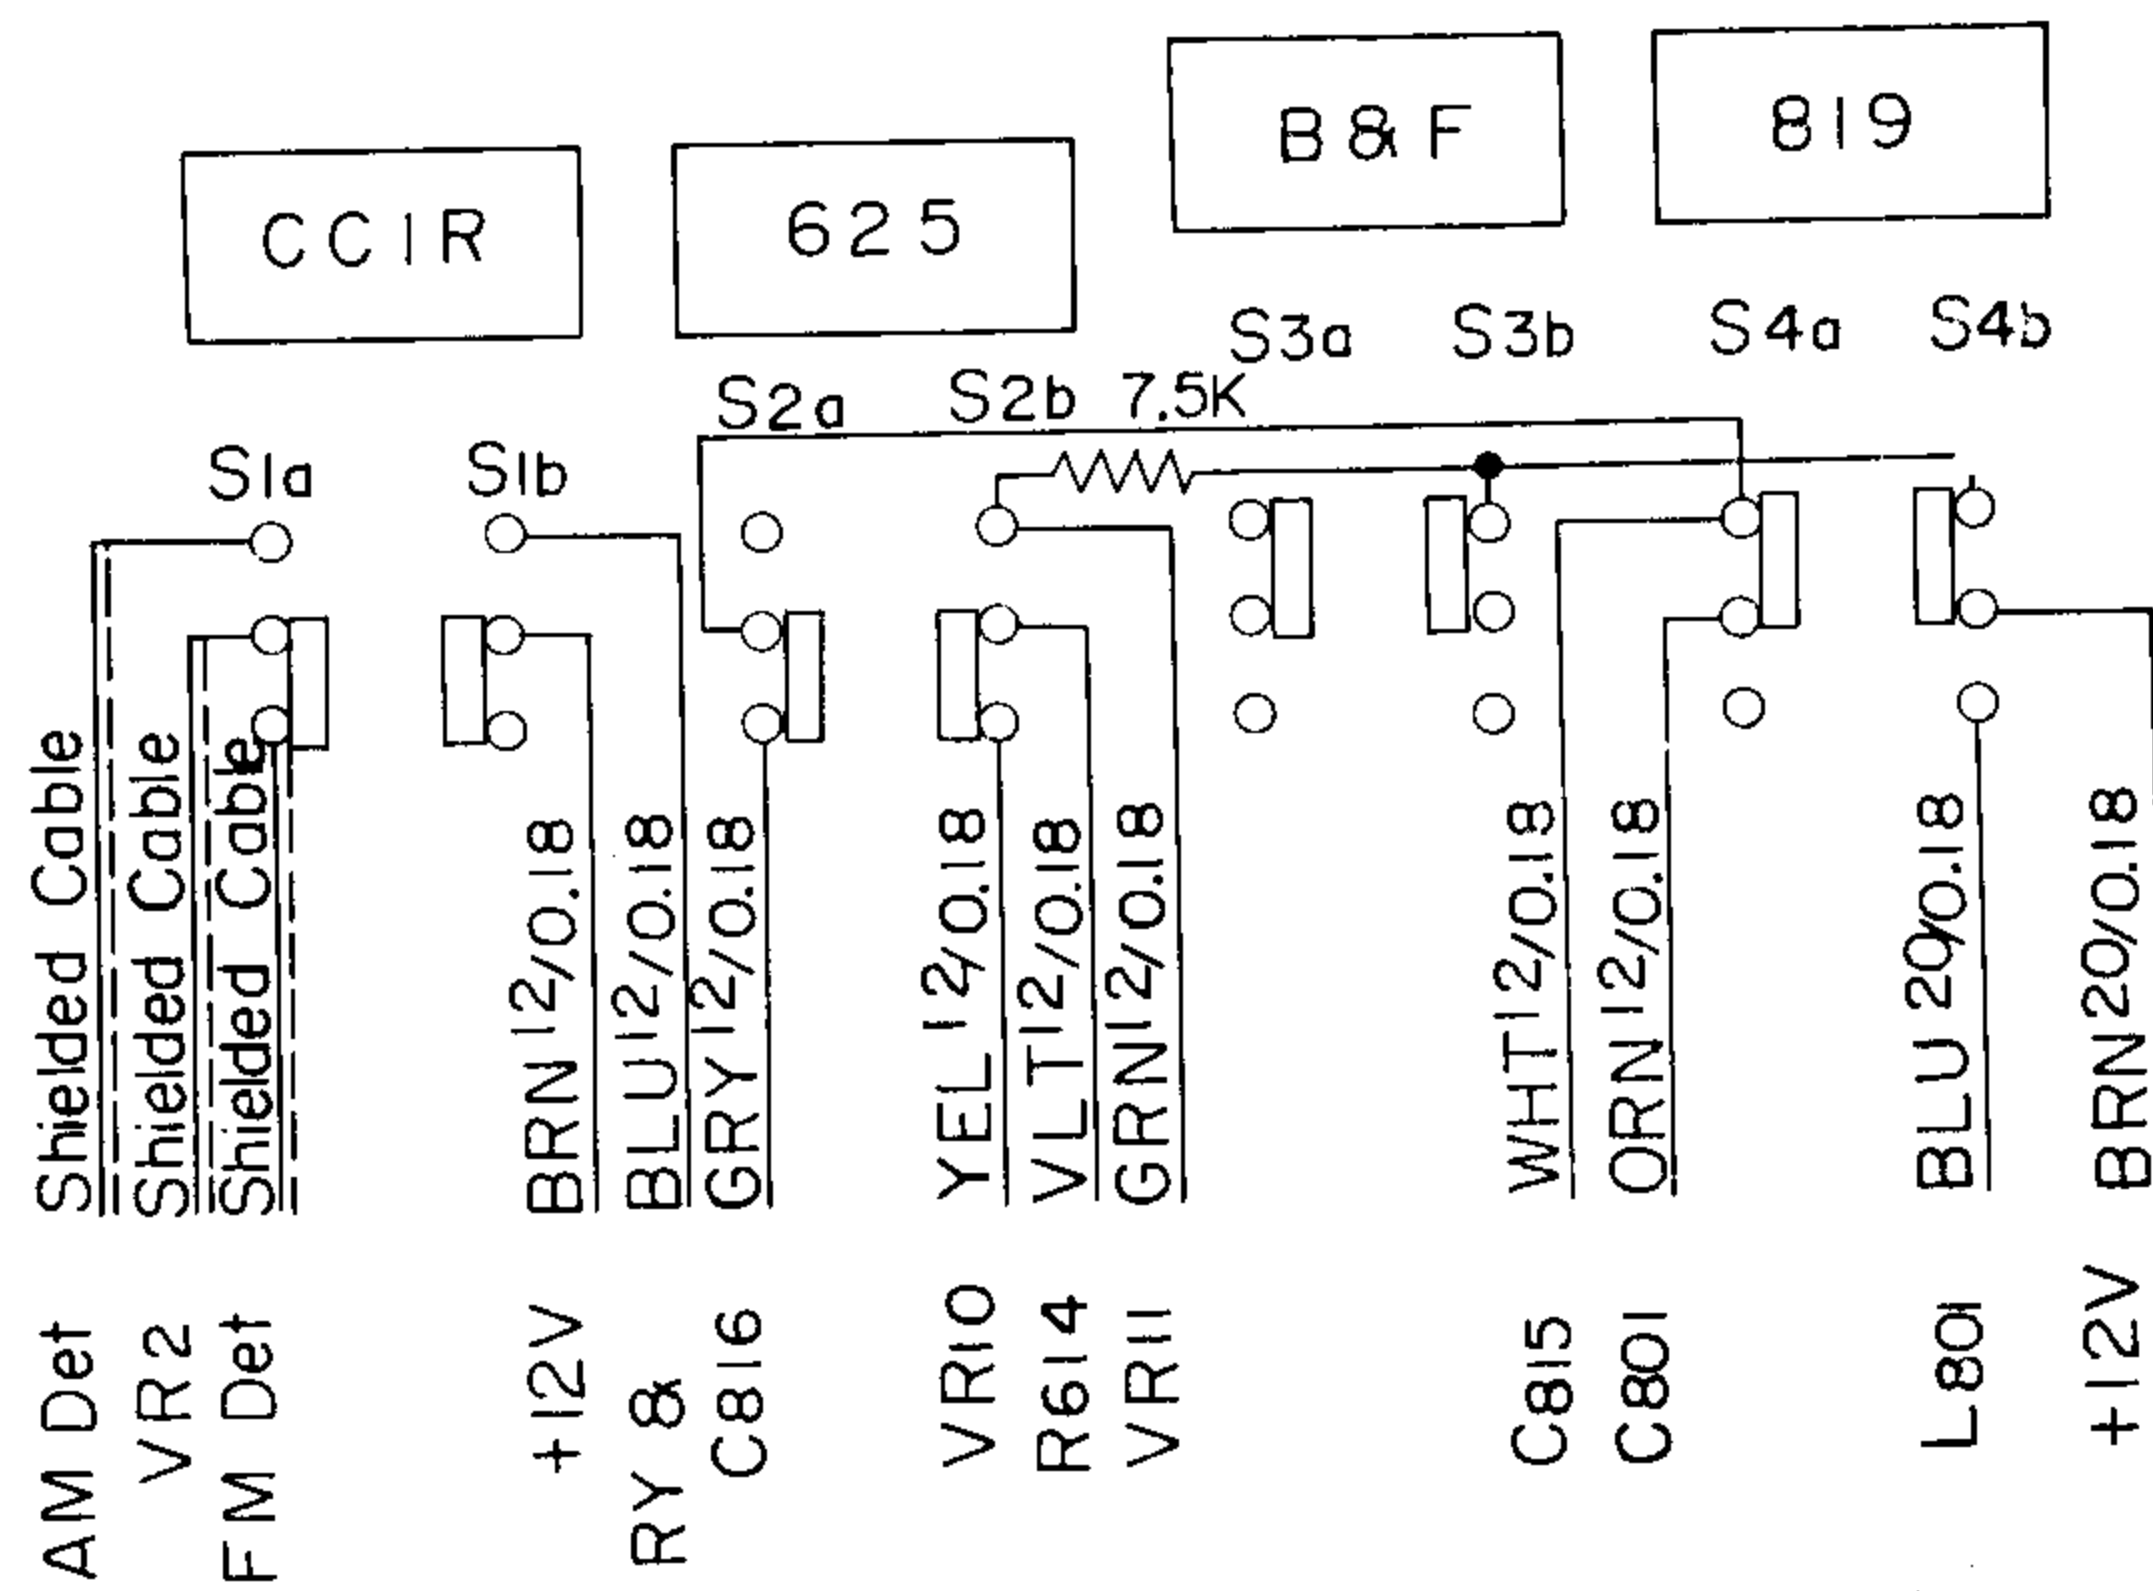 CCIR
625
B&F
819
S1a
S1b
S2a
S2b
7.5K
S3a
S3b
S4a
S4b
Shielded Cable
Shielded Cable
Shielded Cable
BRN 12/0.18
BLU 12/0.18
GRY 12/0.18
YEL 12/0.18
VLT 12/0.18
GRN 12/0.18
WHT 12/0.18
ORN 12/0.18
BLU 20/0.18
BRN 20/0.18
AM Det
VR2
FM Det
+12V
RY &
C816
VR10
R614
VR11
C815
C801
L801
+12V